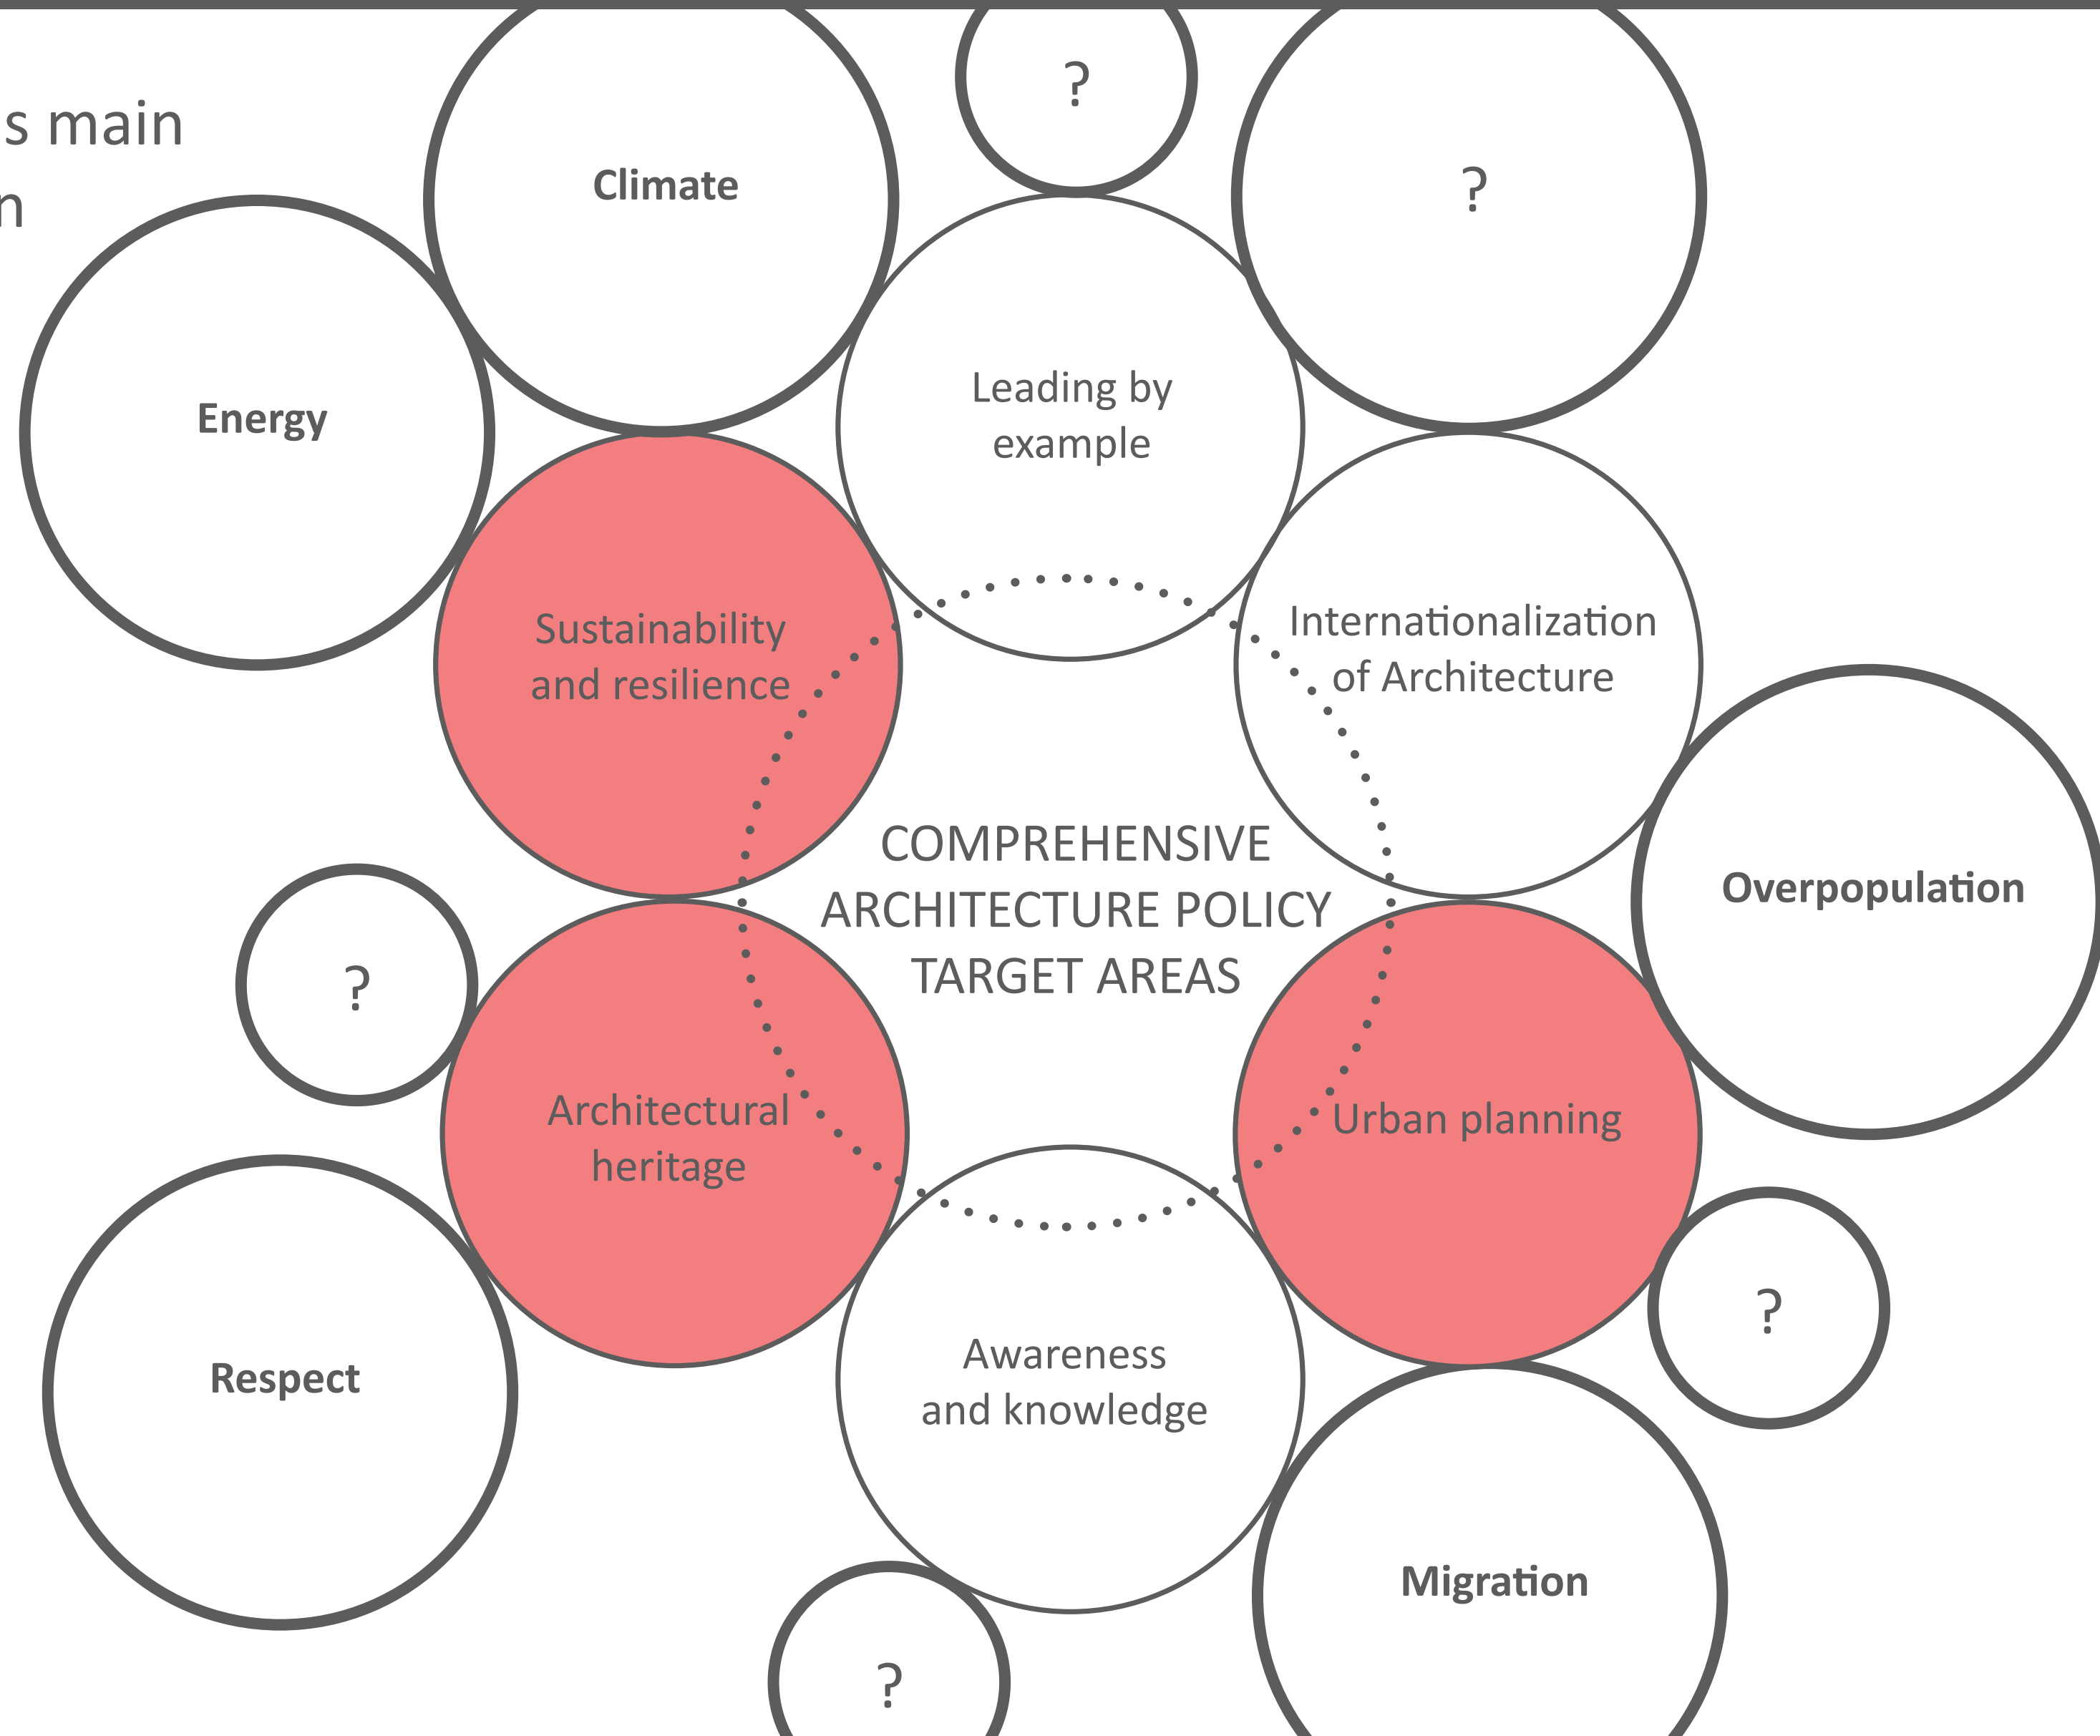 s main
n
?
Climate
?
Energy
Leading by
example
Sustainability
and resilience
Internationalization
of Architecture
COMPREHENSIVE
ARCHITECTURE POLICY
TARGET AREAS
Overpopulation
?
Architectural
heritage
Urban planning
?
Respect
Awareness
and knowledge
Migration
?